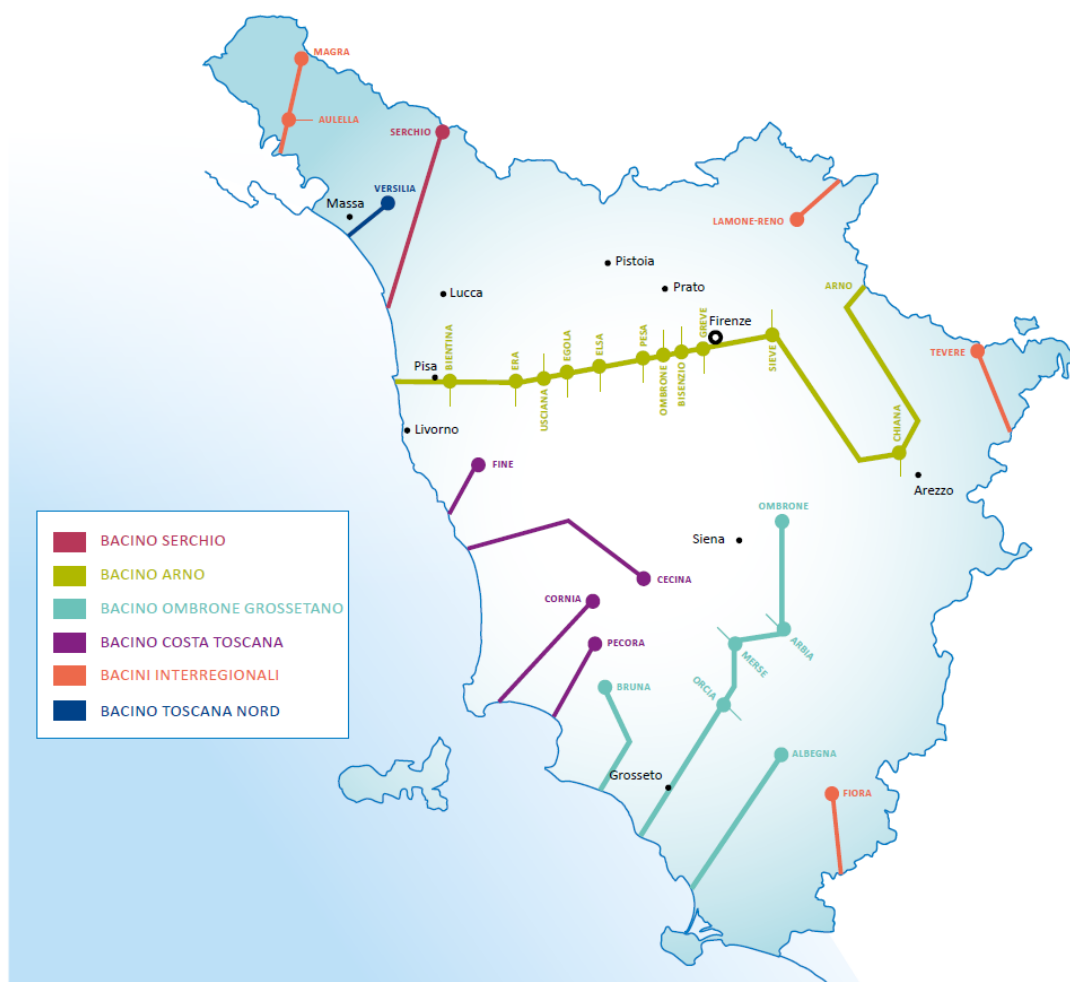 MAGRA
AULELLA
SERCHIO
VERSILIA
Massa
LAMONE-RENO
Pistoia
Prato
Lucca
ARNO
Firenze
GREVE
TEVERE
Pisa
BIENTINA
ERA
USCIANA
EGOLA
ELSA
PESA
OMBRONE
BISENZIO
SIEVE
CHIANA
Livorno
FINE
Arezzo
OMBRONE
Siena
BACINO SERCHIO
BACINO ARNO
BACINO OMBRONE GROSSETANO
BACINO COSTA TOSCANA
BACINI INTERREGIONALI
BACINO TOSCANA NORD
CECINA
CORNIA
PECORA
ARBIA
MERSE
BRUNA
ORCIA
ALBEGNA
Grosseto
FIORA